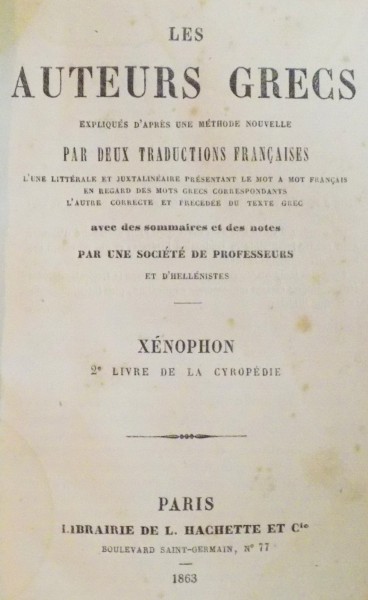 LES
AUTEURS GRECS
EXPLIQUÉS D'APRÈS UNE MÉTHODE NOUVELLE
PAR DEUX TRADUCTIONS FRANÇAISES
L'UNE LITTÉRALE ET JUXTALINÉAIRE PRÉSENTANT LE MOT A MOT FRANÇAIS
EN REGARD DES MOTS GRECS CORRESPONDANTS
L'AUTRE CORRECTE ET PRÉCÉDÉE DU TEXTE GREC
avec des sommaires et des notes
PAR UNE SOCIÉTÉ DE PROFESSEURS
ET D'HELLÉNISTES
XÉNOPHON
2e LIVRE DE LA CYROPÉDIE
PARIS
LIBRAIRIE DE L. HACHETTE ET Cie
BOULEVARD SAINT-GERMAIN, No 77
1863